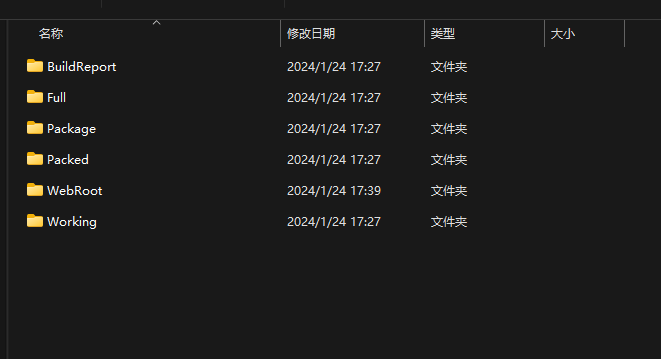 名称 修改日期 类型 大小
BuildReport 2024/1/24 17:27 文件夹
Full 2024/1/24 17:27 文件夹
Package 2024/1/24 17:27 文件夹
Packed 2024/1/24 17:27 文件夹
WebRoot 2024/1/24 17:39 文件夹
Working 2024/1/24 17:27 文件夹